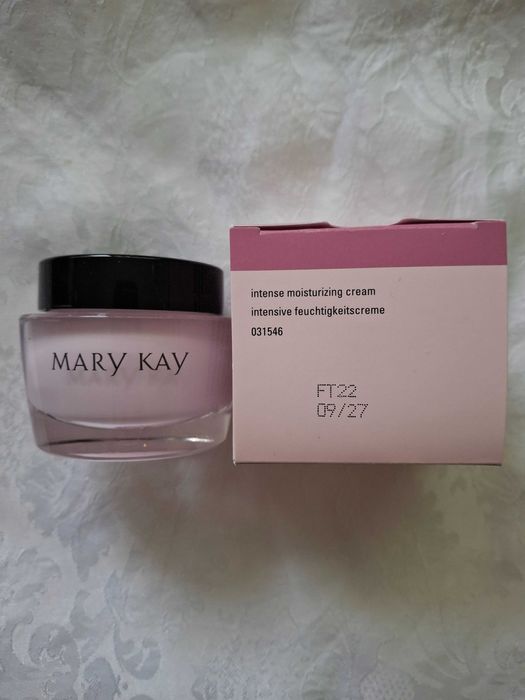 MARY KAY
intense moisturizing cream
intensive feuchtigkeitscreme
031546
FT22
09/27